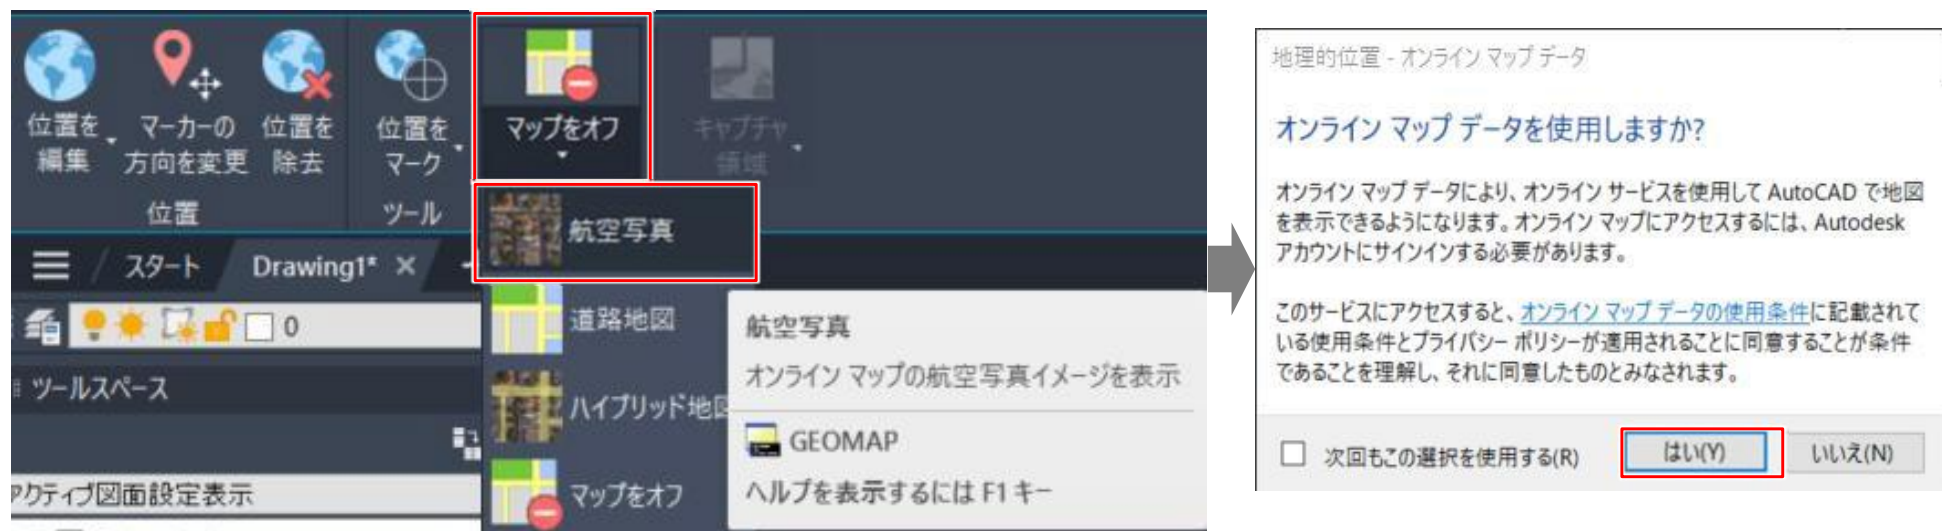 位置を
編集
マーカーの
方向を変更
位置を
除去
位置
位置を
マーク
ツール
マップをオフ
キャプチャ
領域
スタート
Drawing1*
0
ツールスペース
アクティブ図面設定表示
航空写真
道路地図
ハイブリッド地図
マップをオフ
航空写真
オンライン マップの航空写真イメージを表示
GEOMAP
ヘルプを表示するには F1 キー
地理的位置 - オンライン マップ データ
オンライン マップ データを使用しますか?
オンライン マップ データにより、オンライン サービスを使用して AutoCAD で地図
を表示できるようになります。オンライン マップにアクセスするには、Autodesk
アカウントにサインインする必要があります。
このサービスにアクセスすると、オンライン マップ データの使用条件に記載されて
いる使用条件とプライバシー ポリシーが適用されることに同意することが条件
であることを理解し、それに同意したものとみなされます。
次回もこの選択を使用する(R)
はい(Y)
いいえ(N)